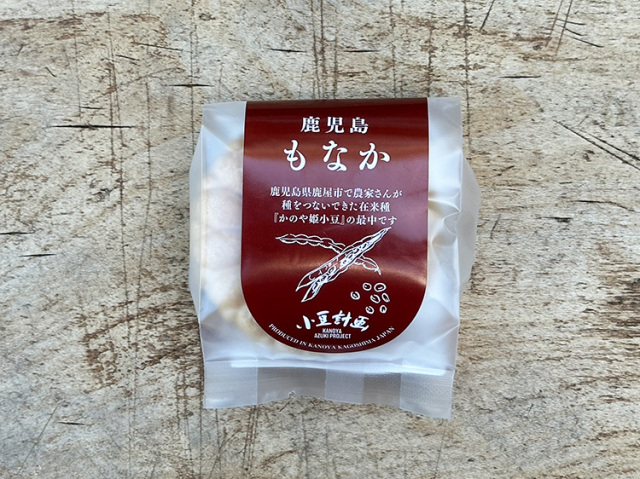 鹿児島
もなか
鹿児島県鹿屋市で農家さんが
種をつないできた在来種
『かのや姫小豆』の最中です
小豆計画
KANOYA
AZUKI PROJECT
PRODUCED IN KANOYA KAGOSHIMA JAPAN